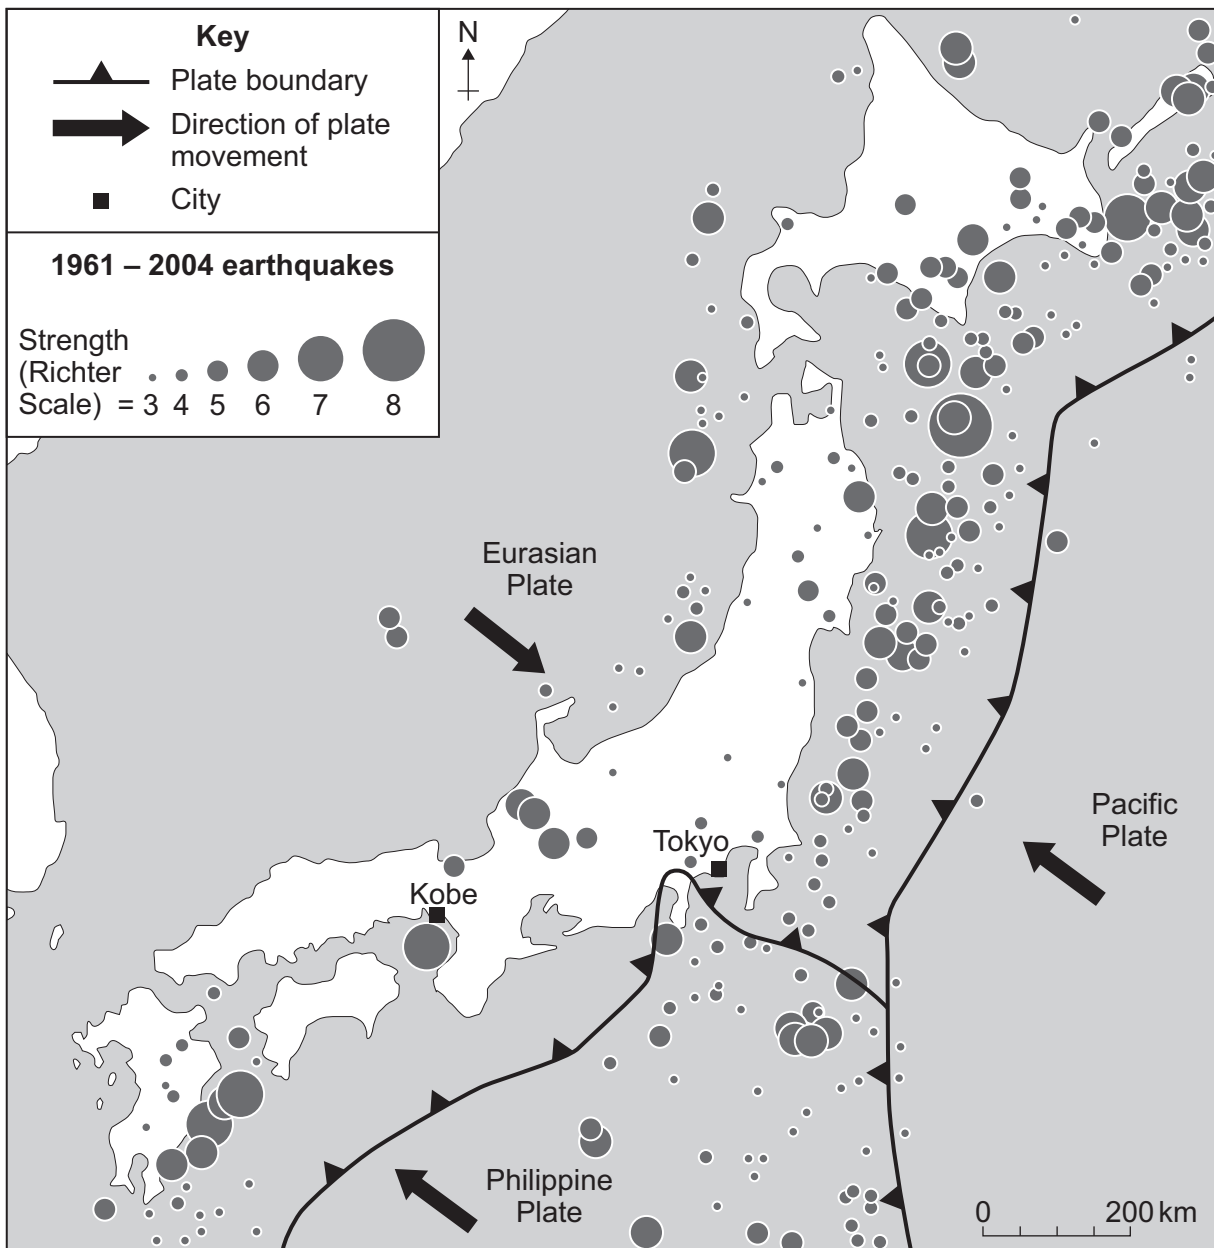 Key
Plate boundary
Direction of plate
movement
City
1961 – 2004 earthquakes
Strength
(Richter
Scale) = 3 4 5 6 7 8
N
Eurasian
Plate
Pacific
Plate
Tokyo
Kobe
Philippine
Plate
0 200 km